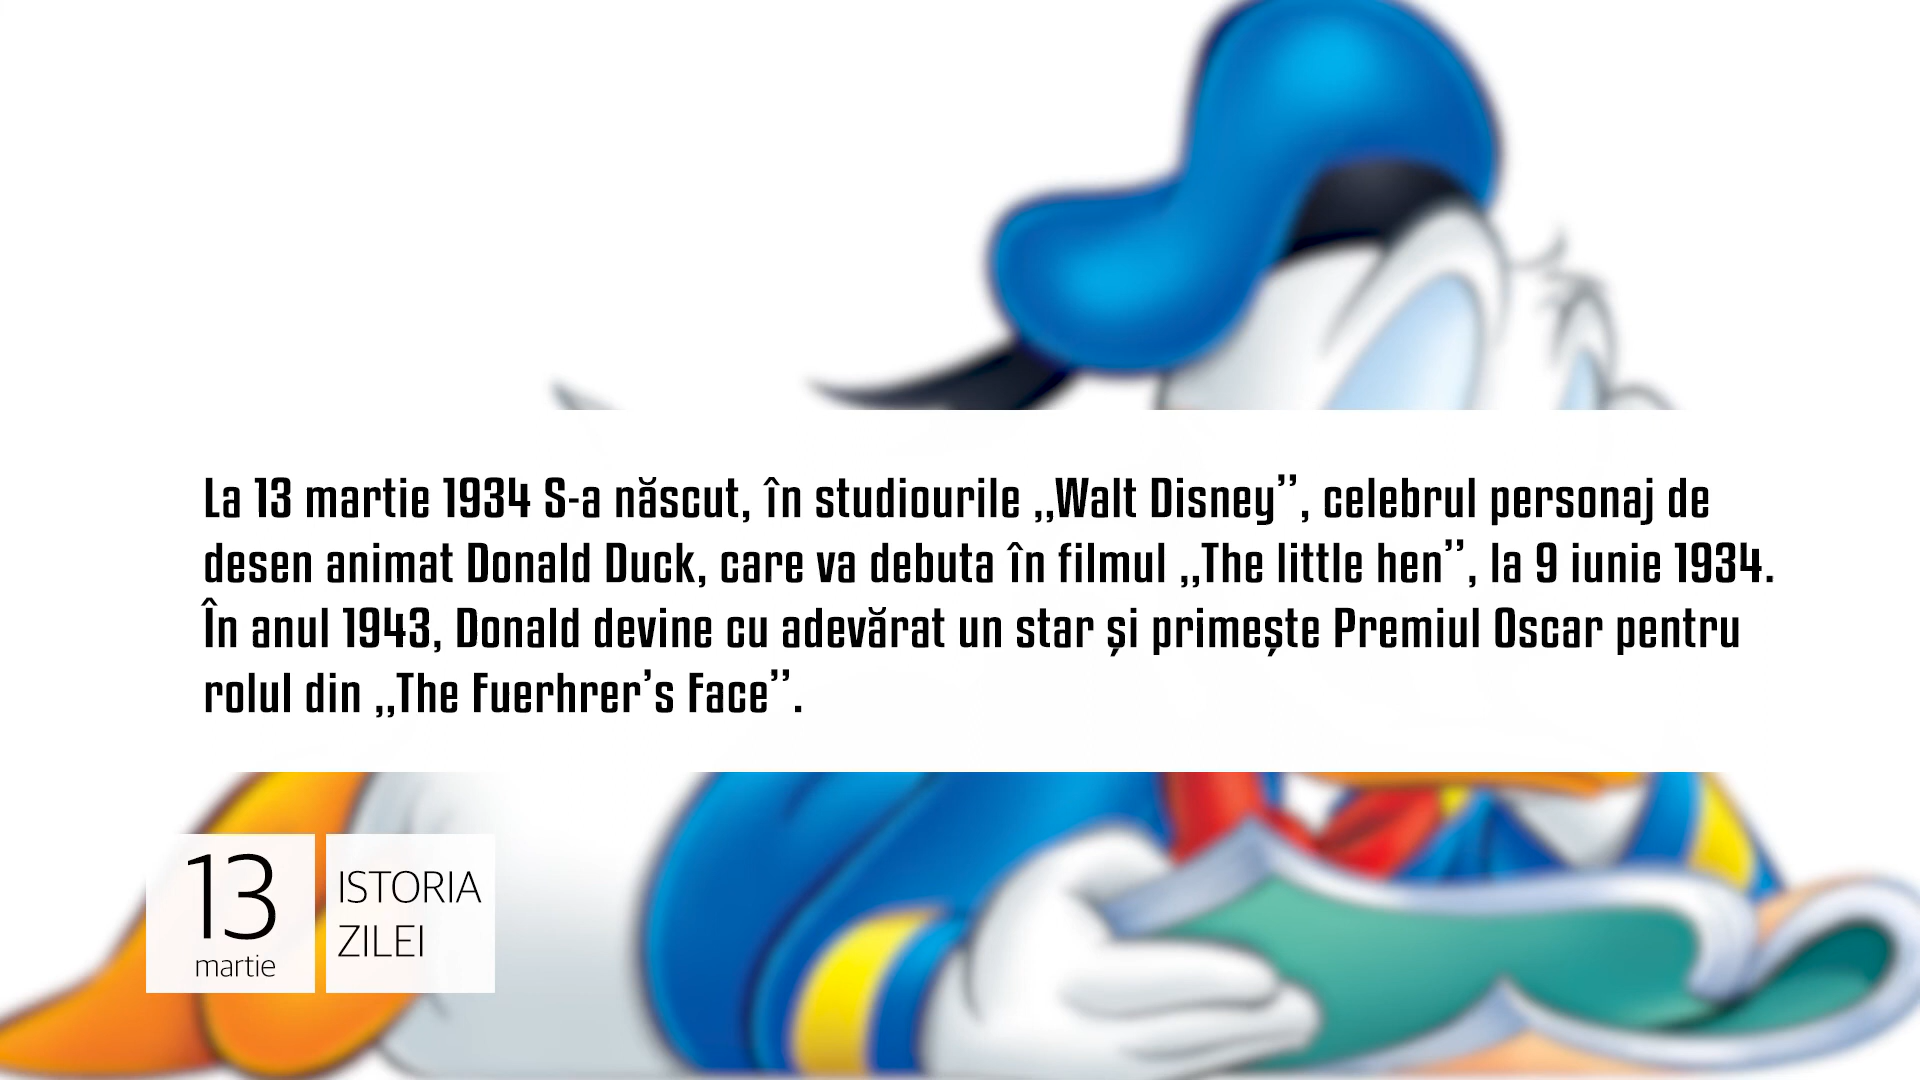 La 13 martie 1934 S-a născut, în studiourile ,,Walt Disney’’, celebrul personaj de
desen animat Donald Duck, care va debuta în filmul ,,The little hen’’, la 9 iunie 1934.
În anul 1943, Donald devine cu adevărat un star și primește Premiul Oscar pentru
rolul din ,,The Fuerhrer’s Face’’.
13
martie
ISTORIA
ZILEI